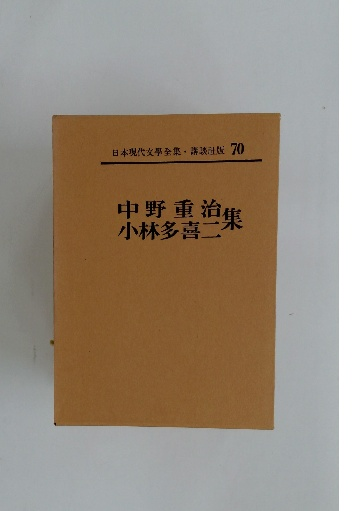 日本現代文學全集・講談社版 70
中野重治
小林多喜二集